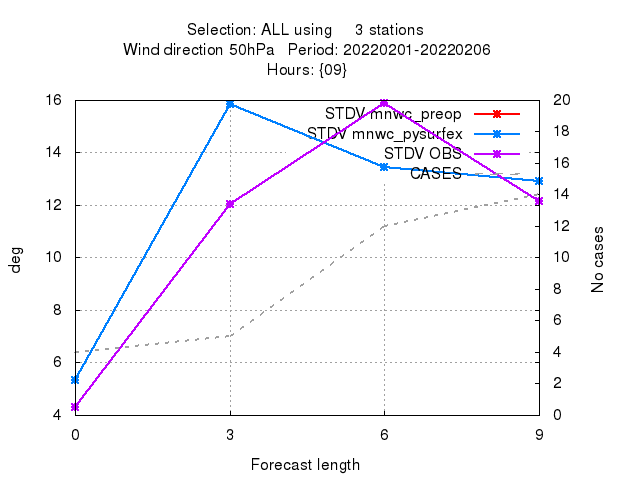 Selection: ALL using     3 stations
Wind direction 50hPa   Period: 20220201-20220206
Hours: {09}
16
20
STDV mnwc_preop
18
14
STDV mnwc_pysurfex
STDV OBS
16
CASES
14
12
12
10
10
deg
No cases
8
8
6
6
4
2
4
0
0
3
6
9
Forecast length